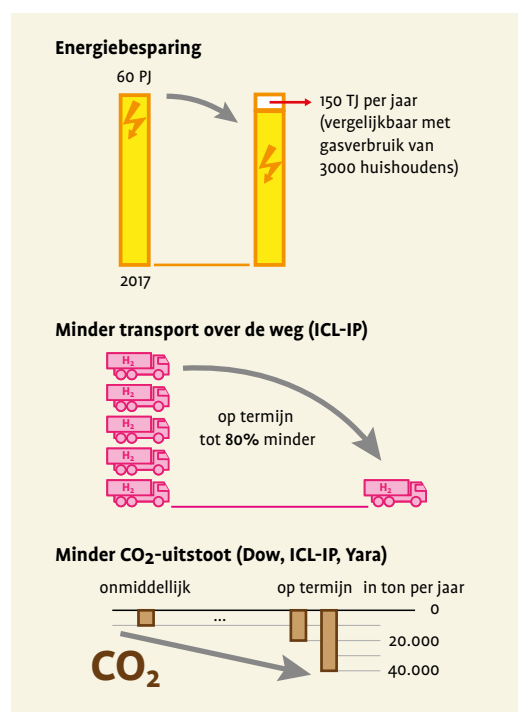 Energiebesparing
60 PJ
150 TJ per jaar
(vergelijkbaar met
gasverbruik van
3000 huishoudens)
2017
Minder transport over de weg (ICL-IP)
H₂
H₂
H₂
H₂
H₂
op termijn
tot 80% minder
H₂
Minder CO₂-uitstoot (Dow, ICL-IP, Yara)
onmiddellijk op termijn in ton per jaar
0
...
20.000
40.000
CO₂